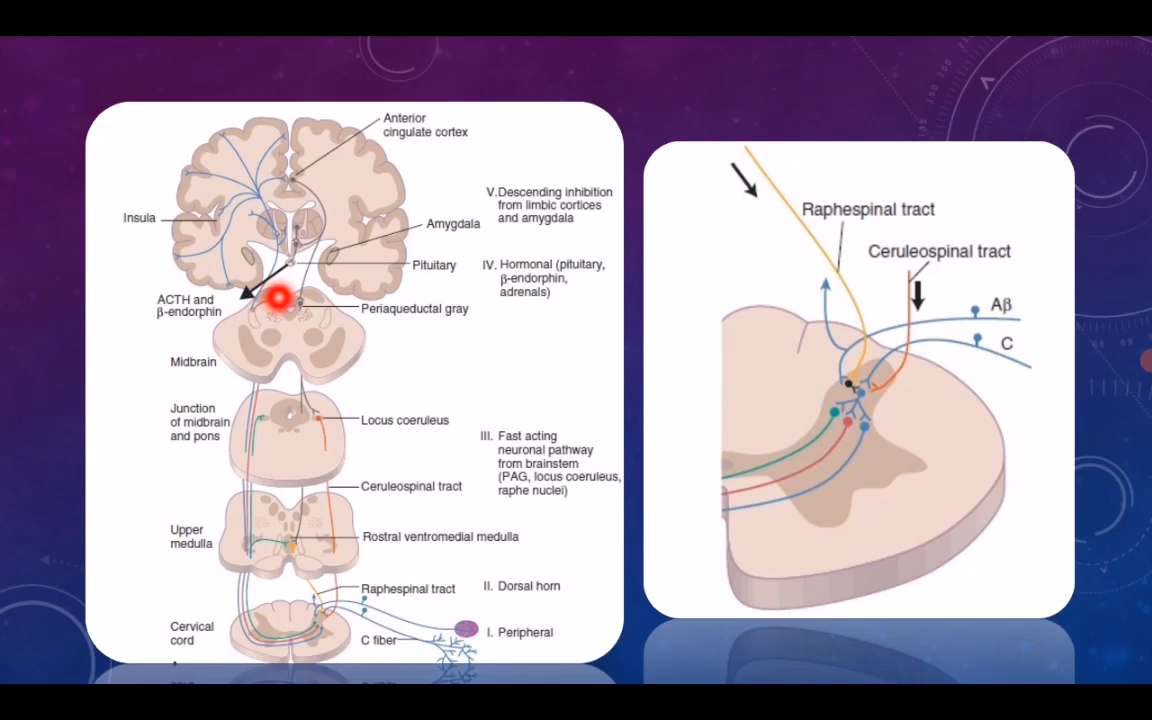 Anterior
cingulate cortex
V.Descending inhibition
from limbic cortices
and amygdala
Insula
Amygdala
Pituitary
IV. Hormonal (pituitary,
β-endorphin,
adrenals)
ACTH and
β-endorphin
Periaqueductal gray
Midbrain
Junction
of midbrain
and pons
Locus coeruleus
III. Fast acting
neuronal pathway
from brainstem
(PAG, locus coeruleus,
raphe nuclei)
Ceruleospinal tract
Upper
medulla
Rostral ventromedial medulla
Raphespinal tract
II. Dorsal horn
Cervical
cord
C fiber
I. Peripheral
Raphespinal tract
Ceruleospinal tract
Aβ
C